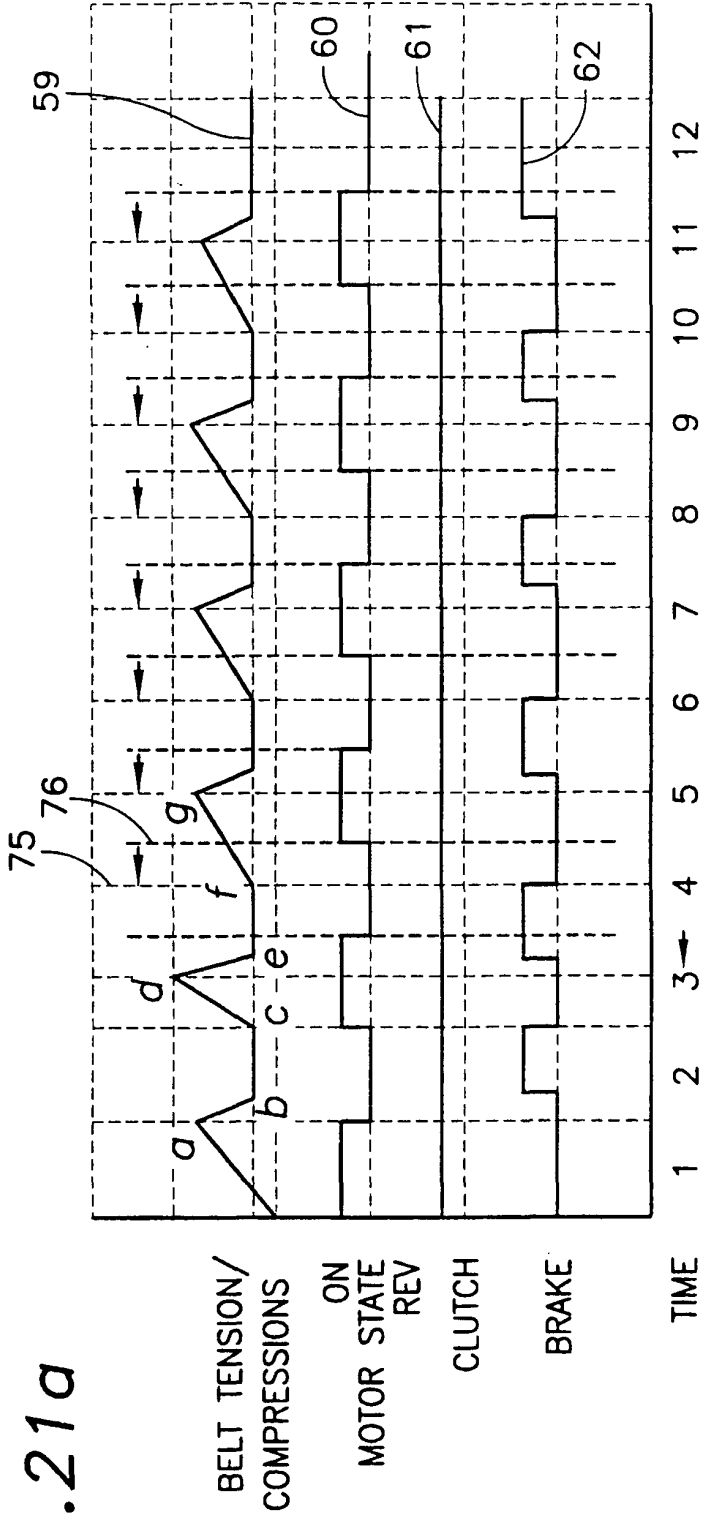 .21a
75
76
59
60
61
62
a
b
c
d
e
f
g
BELT TENSION/
COMPRESSIONS
ON
MOTOR STATE
REV
CLUTCH
BRAKE
TIME
1 2 3 4 5 6 7 8 9 10 11 12